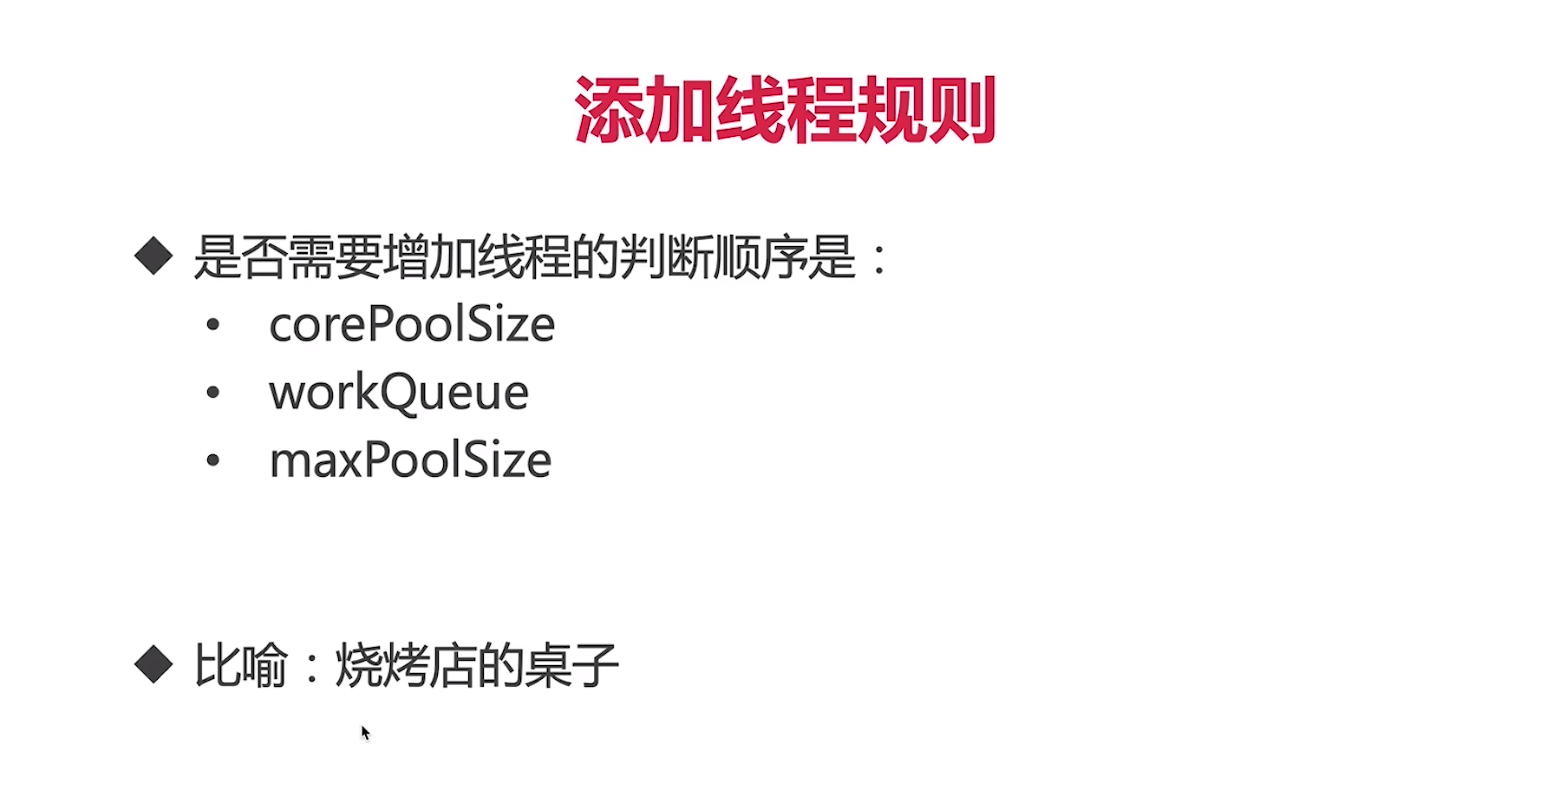 添加线程规则
◆ 是否需要增加线程的判断顺序是：
• corePoolSize
• workQueue
• maxPoolSize
◆ 比喻：烧烤店的桌子